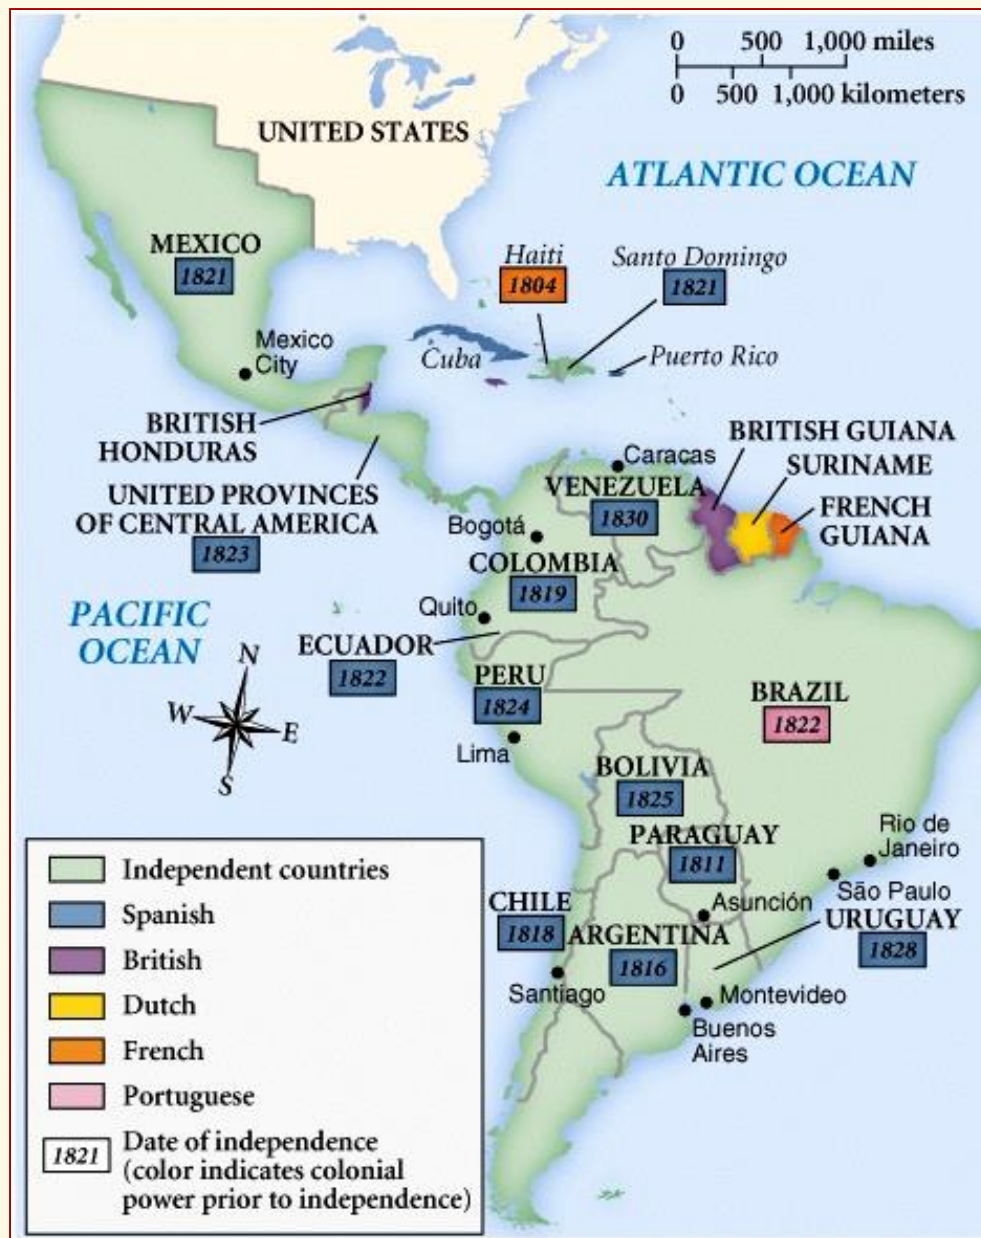 0 500 1,000 miles
0 500 1,000 kilometers
UNITED STATES
ATLANTIC OCEAN
MEXICO
1821
Haiti
1804
Santo Domingo
1821
Mexico
City
Cuba
Puerto Rico
BRITISH
HONDURAS
BRITISH GUIANA
SURINAME
FRENCH
GUIANA
Caracas
VENEZUELA
1830
UNITED PROVINCES
OF CENTRAL AMERICA
1823
Bogotá
COLOMBIA
1819
PACIFIC
OCEAN
Quito
ECUADOR
1822
N
W
E
S
PERU
1824
Lima
BRAZIL
1822
BOLIVIA
1825
PARAGUAY
1811
Rio de
Janeiro
São Paulo
Asunción
CHILE
1818
ARGENTINA
1816
URUGUAY
1828
Santiago
Montevideo
Buenos
Aires
Independent countries
Spanish
British
Dutch
French
Portuguese
1821
Date of independence
(color indicates colonial
power prior to independence)